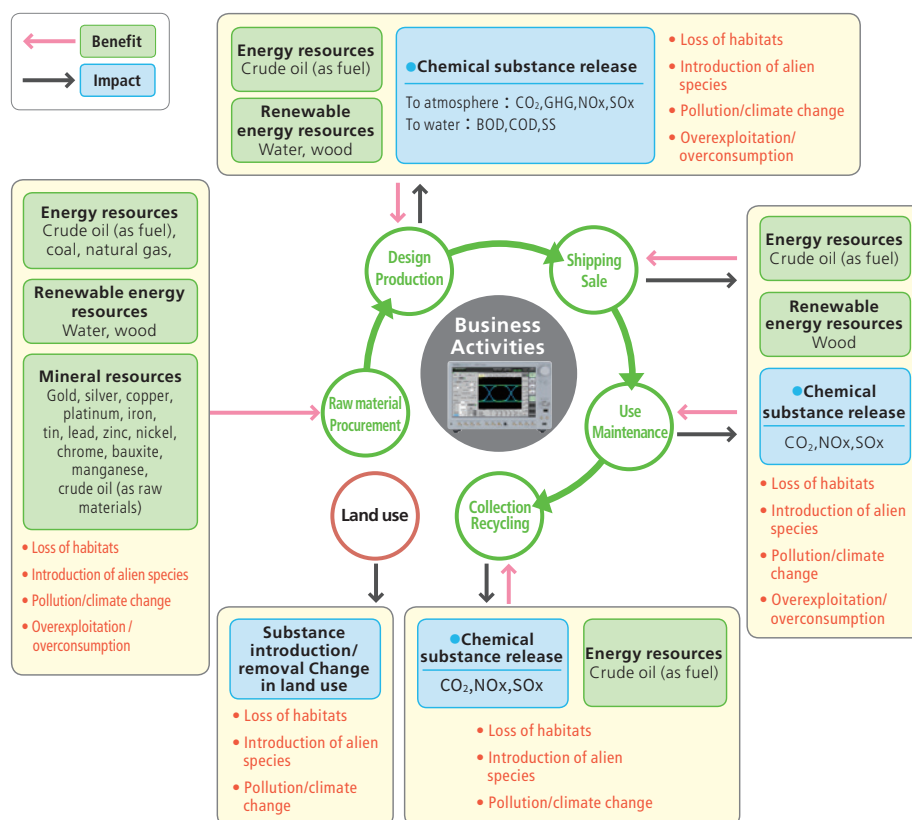 Benefit
Impact
Energy resources
Crude oil (as fuel)
Renewable
energy resources
Water, wood
●Chemical substance release
To atmosphere：CO₂,GHG,NOx,SOx
To water：BOD,COD,SS
• Loss of habitats
• Introduction of alien
species
• Pollution/climate change
• Overexploitation/
overconsumption
Energy resources
Crude oil (as fuel),
coal, natural gas,
Renewable energy
resources
Water, wood
Mineral resources
Gold, silver, copper,
platinum, iron,
tin, lead, zinc, nickel,
chrome, bauxite,
manganese,
crude oil (as raw
materials)
• Loss of habitats
• Introduction of alien species
• Pollution/climate change
• Overexploitation /
overconsumption
Design
Production
Shipping
Sale
Business
Activities
Raw material
Procurement
Use
Maintenance
Land use
Collection
Recycling
Energy resources
Crude oil (as fuel)
Renewable
energy resources
Wood
●Chemical
substance release
CO₂,NOx,SOx
• Loss of habitats
• Introduction of alien
species
• Pollution/climate
change
• Overexploitation/
overconsumption
Substance
introduction/
removal Change
in land use
• Loss of habitats
• Introduction of alien
species
• Pollution/climate
change
●Chemical
substance release
CO₂,NOx,SOx
Energy resources
Crude oil (as fuel)
• Loss of habitats
• Introduction of alien
species
• Pollution/climate change